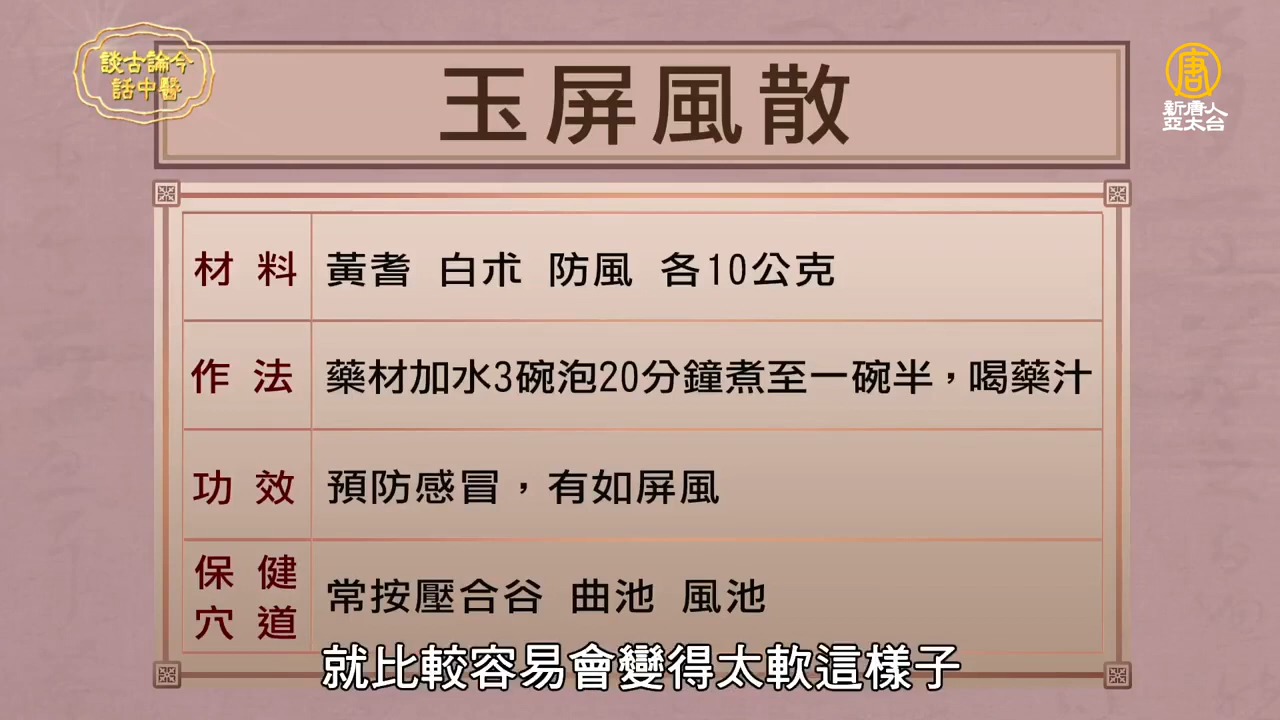 談古論今
話中醫
玉屏風散
新唐人
亞太台
材料 黃耆 白朮 防風 各10公克
作法 藥材加水3碗泡20分鐘煮至一碗半，喝藥汁
功效 預防感冒，有如屏風
保健
穴道 常按壓合谷 曲池 風池
就比較容易會變得太軟這樣子